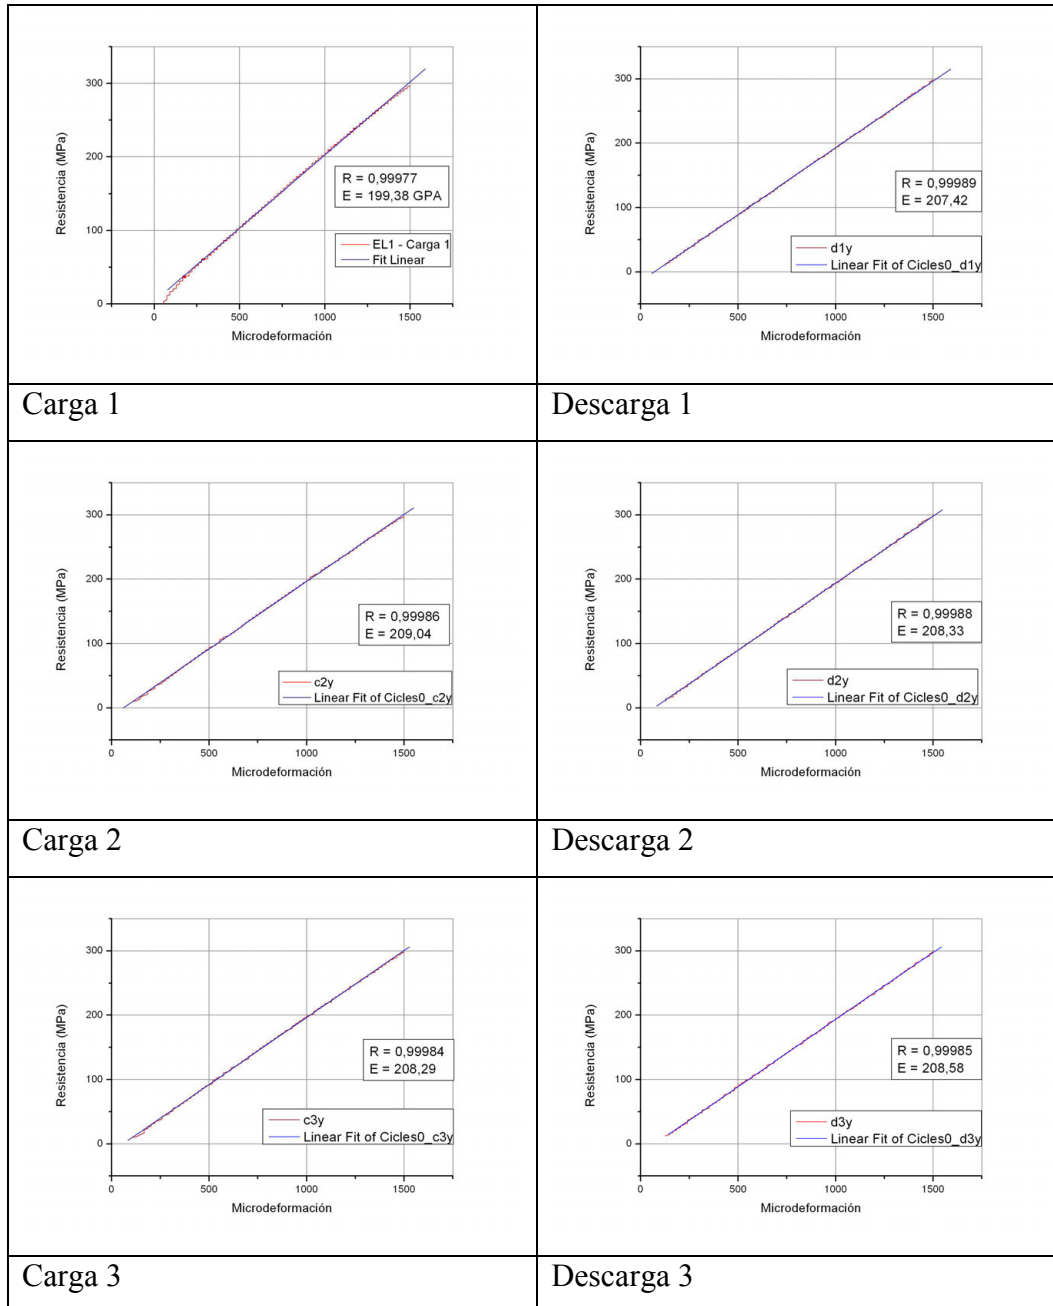 300
200
100
0
Resistencia (MPa)
R = 0,99977
E = 199,38 GPA
EL1 - Carga 1
Fit Linear
0 500 1000 1500
Microdeformación
300
200
100
0
Resistencia (MPa)
R = 0,99989
E = 207,42
d1y
Linear Fit of Cicles0_d1y
0 500 1000 1500
Microdeformación
Carga 1
Descarga 1
300
200
100
0
Resistencia (MPa)
R = 0,99986
E = 209,04
c2y
Linear Fit of Cicles0_c2y
0 500 1000 1500
Microdeformación
300
200
100
0
Resistencia (MPa)
R = 0,99988
E = 208,33
d2y
Linear Fit of Cicles0_d2y
0 500 1000 1500
Microdeformación
Carga 2
Descarga 2
300
200
100
0
Resistencia (MPa)
R = 0,99984
E = 208,29
c3y
Linear Fit of Cicles0_c3y
0 500 1000 1500
Microdeformación
300
200
100
0
Resistencia (MPa)
R = 0,99985
E = 208,58
d3y
Linear Fit of Cicles0_d3y
0 500 1000 1500
Microdeformación
Carga 3
Descarga 3